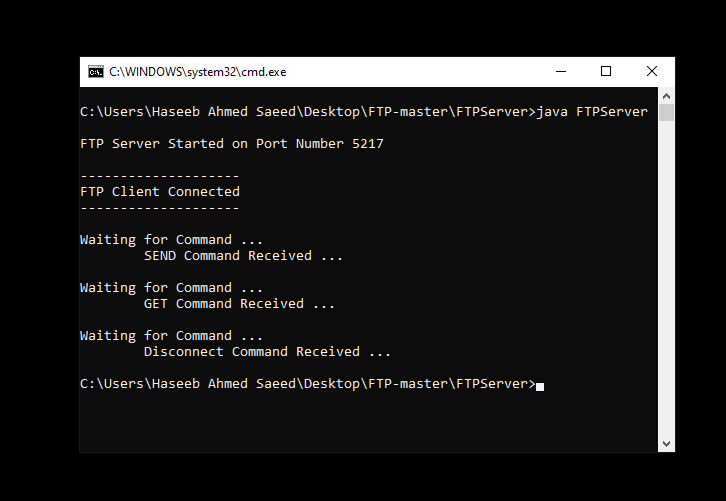 C:\WINDOWS\system32\cmd.exe
C:\Users\Haseeb Ahmed Saeed\Desktop\FTP-master\FTPServer>java FTPServer
FTP Server Started on Port Number 5217
--------------------
FTP Client Connected
--------------------
Waiting for Command ...
SEND Command Received ...
Waiting for Command ...
GET Command Received ...
Waiting for Command ...
Disconnect Command Received ...
C:\Users\Haseeb Ahmed Saeed\Desktop\FTP-master\FTPServer>